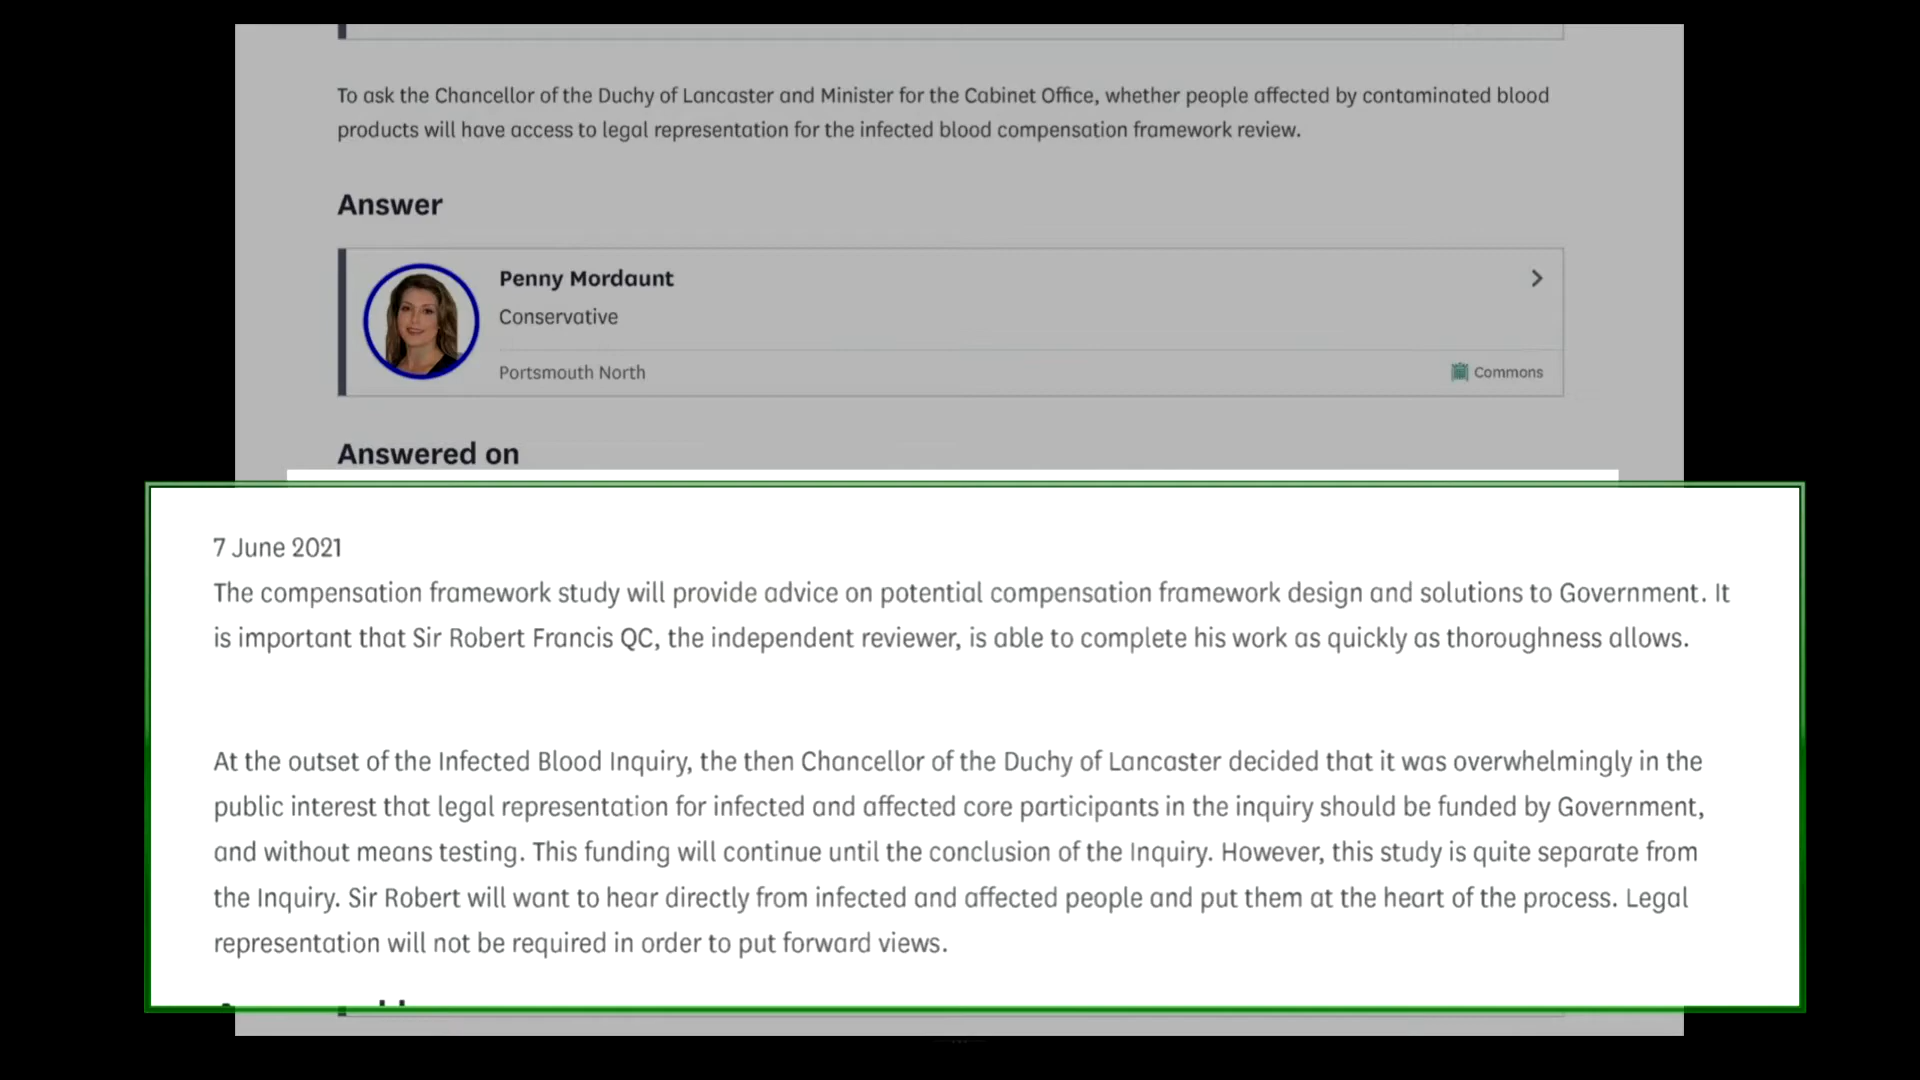 To ask the Chancellor of the Duchy of Lancaster and Minister for the Cabinet Office, whether people affected by contaminated blood
products will have access to legal representation for the infected blood compensation framework review.
Answer
Penny Mordaunt
Conservative
Portsmouth North
Commons
Answered on
7 June 2021
The compensation framework study will provide advice on potential compensation framework design and solutions to Government. It
is important that Sir Robert Francis QC, the independent reviewer, is able to complete his work as quickly as thoroughness allows.
At the outset of the Infected Blood Inquiry, the then Chancellor of the Duchy of Lancaster decided that it was overwhelmingly in the
public interest that legal representation for infected and affected core participants in the inquiry should be funded by Government,
and without means testing. This funding will continue until the conclusion of the Inquiry. However, this study is quite separate from
the Inquiry. Sir Robert will want to hear directly from infected and affected people and put them at the heart of the process. Legal
representation will not be required in order to put forward views.